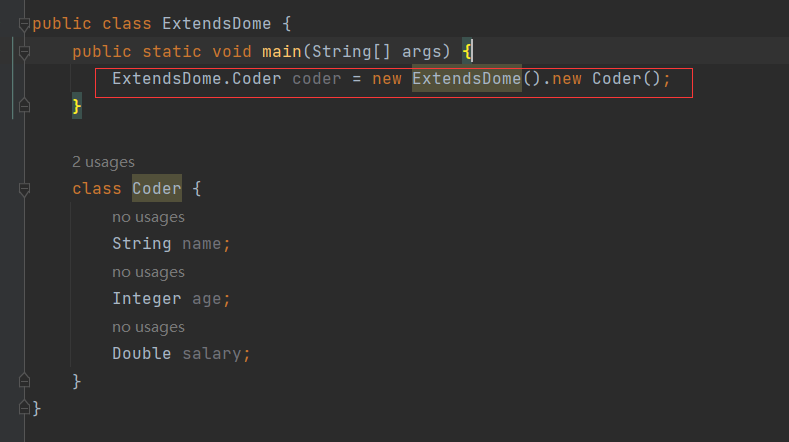 public class ExtendsDome {
public static void main(String[] args) {
ExtendsDome.Coder coder = new ExtendsDome().new Coder();
}
2 usages
class Coder {
no usages
String name;
no usages
Integer age;
no usages
Double salary;
}
}